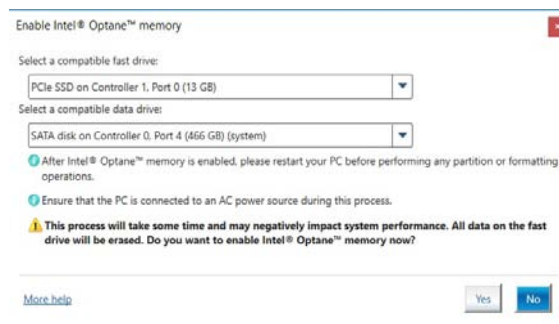 Enable Intel® Optane™ memory
Select a compatible fast drive:
PCIe SSD on Controller 1, Port 0 (13 GB)
Select a compatible data drive:
SATA disk on Controller 0, Port 4 (466 GB) (system)
After Intel® Optane™ memory is enabled, please restart your PC before performing any partition or formatting
operations.
Ensure that the PC is connected to an AC power source during this process.
This process will take some time and may negatively impact system performance. All data on the fast
drive will be erased. Do you want to enable Intel® Optane™ memory now?
More help
Yes
No